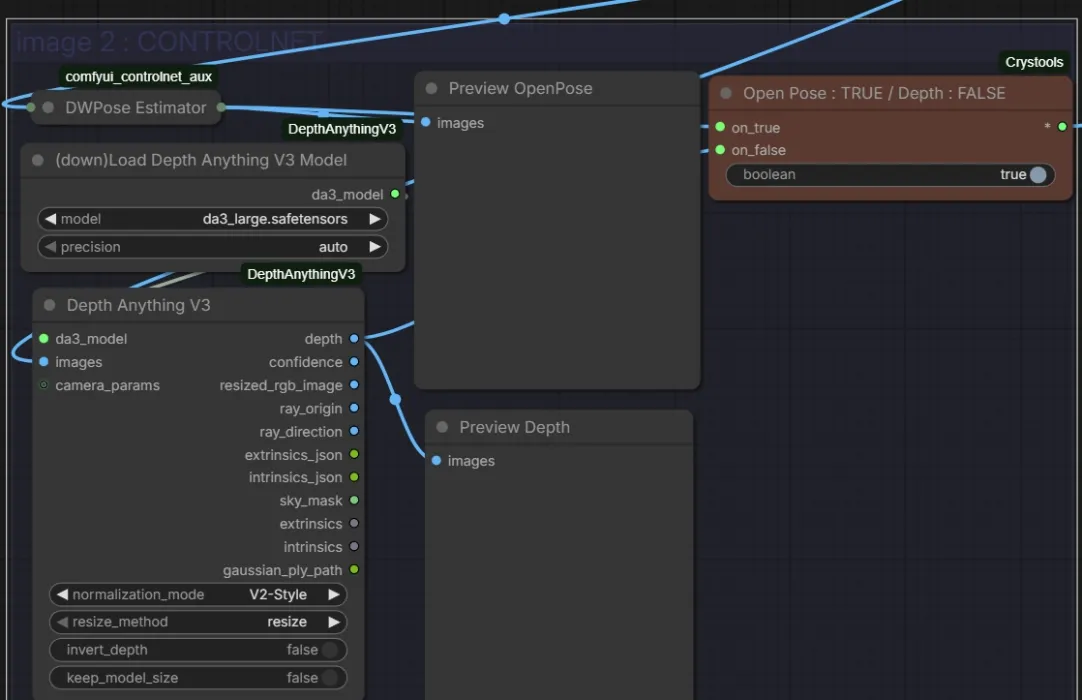 image 2 : CONTROLNET
comfyui_controlnet_aux
DWPose Estimator
DepthAnythingV3
(down)Load Depth Anything V3 Model
da3_model
model da3_large.safetensors
precision auto
DepthAnythingV3
Depth Anything V3
da3_model depth
images confidence
camera_params resized_rgb_image
ray_origin
ray_direction
extrinsics_json
intrinsics_json
sky_mask
extrinsics
intrinsics
gaussian_ply_path
normalization_mode V2-Style
resize_method resize
invert_depth false
keep_model_size false
Preview OpenPose
images
Preview Depth
images
Crystools
Open Pose : TRUE / Depth : FALSE
on_true *
on_false
boolean true